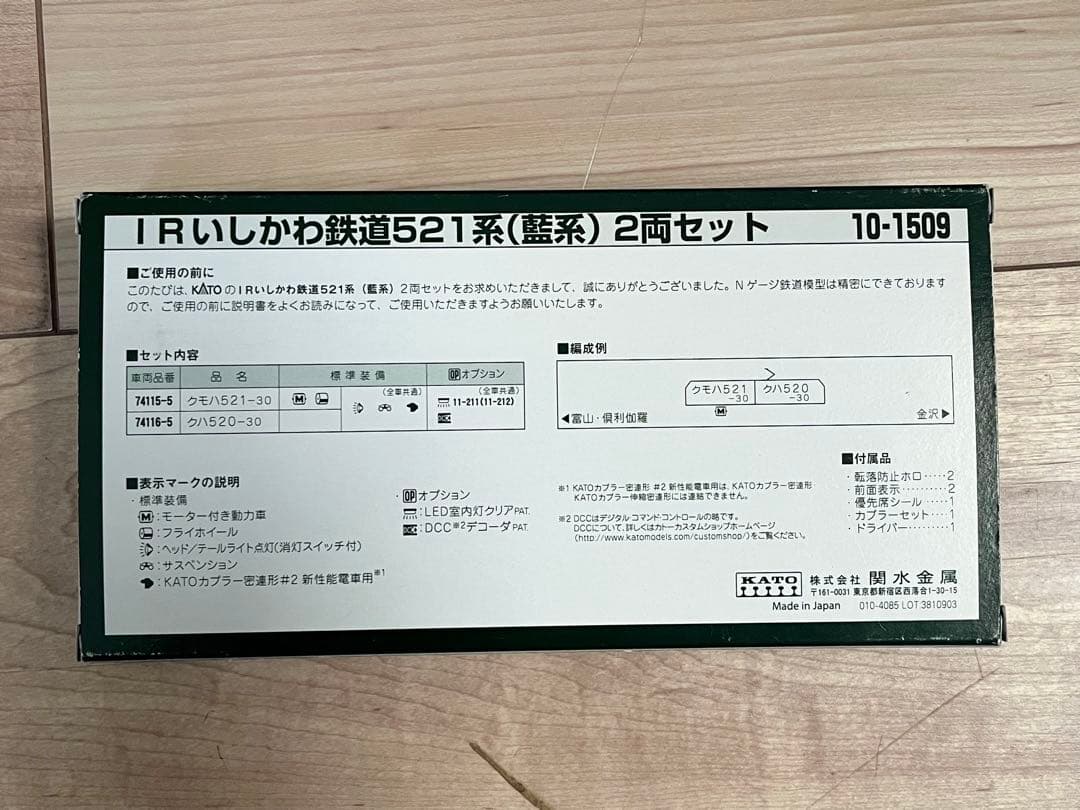 IRいしかわ鉄道521系(藍系) 2両セット 10-1509
■ご使用の前に
このたびは、KATOのIRいしかわ鉄道521系(藍系)2両セットをお求めいただきまして、誠にありがとうございました。Nゲージ鉄道模型は精密にできております
ので、ご使用の前に説明書をよくお読みになって、ご使用いただきますようお願いいたします。
■セット内容
車両品番 品名 標準装備 OPオプション
(全車共通) (全車共通)
74115-5 クモハ521-30 M 11-211(11-212)
74116-5 クハ520-30
■編成例
クモハ521 クハ520
-30 -30
M
◀富山・倶利伽羅 金沢▶
■表示マークの説明
・標準装備
M:モーター付き動力車
:フライホイール
:ヘッド/テールライト点灯(消灯スイッチ付)
:サスペンション
:KATOカプラー密連形#2 新性能電車用※1
・OPオプション
:LED室内灯クリアPAT.
:DCC※2デコーダPAT.
※1 KATOカプラー密連形 #2 新性能電車用は、KATOカプラー密連形・
KATOカプラー伸縮密連形には連結できません。
※2 DCCはデジタル・コマンド・コントロールの略です。
DCCについて、詳しくはカトーカスタムショップホームページ
(http://www.katomodels.com/customshop/)をご覧ください。
■付属品
・転落防止ホロ‥‥2
・前面表示‥‥‥‥2
・優先席シール‥‥1
・カプラーセット‥‥1
・ドライバー‥‥‥1
KATO 株式会社 関水金属
〒161-0031 東京都新宿区西落合1-30-15
Made in Japan 010-4085 LOT:3810903